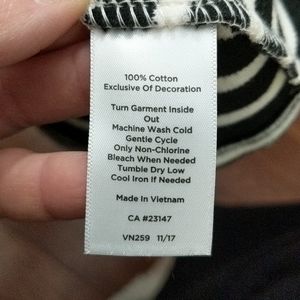 100% Cotton
Exclusive Of Decoration
Turn Garment Inside
Out
Machine Wash Cold
Gentle Cycle
Only Non-Chlorine
Bleach When Needed
Tumble Dry Low
Cool Iron If Needed
Made In Vietnam
CA #23147
VN259 11/17